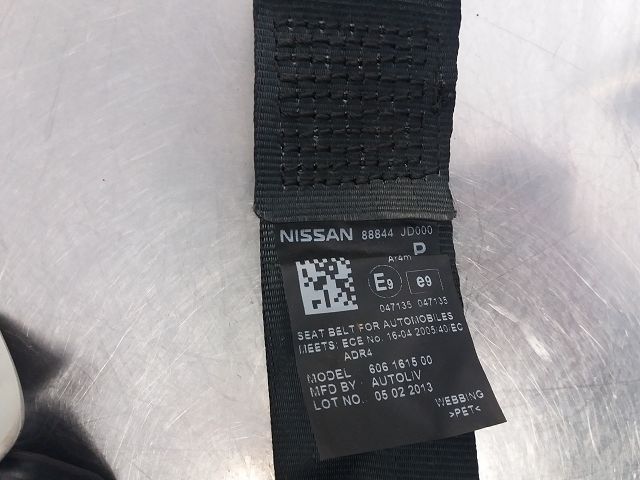 NISSAN 88844 JD000
P
Ar4m
E9 e9
047135 047135
SEAT BELT FOR AUTOMOBILES
MEETS: ECE No. 16-04 2005/40/EC
ADR4
MODEL 606 1615 00
MFD BY AUTOLIV
LOT NO. 05 02 2013
WEBBING
>PET<